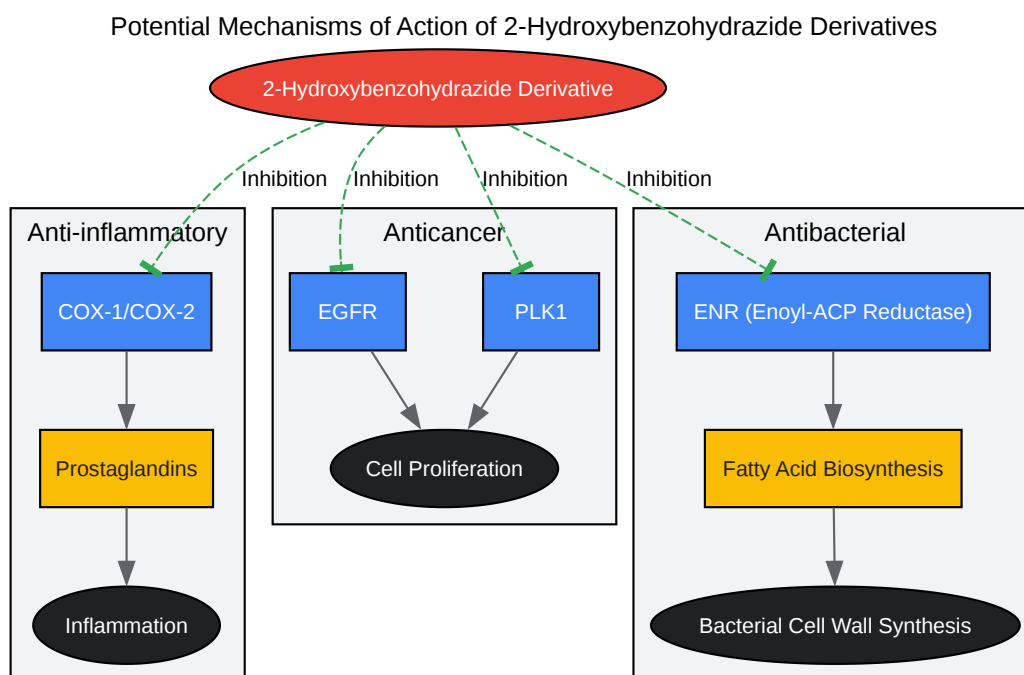 Potential Mechanisms of Action of 2-Hydroxybenzohydrazide Derivatives
2-Hydroxybenzohydrazide Derivative
Inhibition
Inhibition
Inhibition
Inhibition
Anti-inflammatory
Anticancer
Antibacterial
COX-1/COX-2
EGFR
PLK1
ENR (Enoyl-ACP Reductase)
Prostaglandins
Cell Proliferation
Fatty Acid Biosynthesis
Inflammation
Bacterial Cell Wall Synthesis